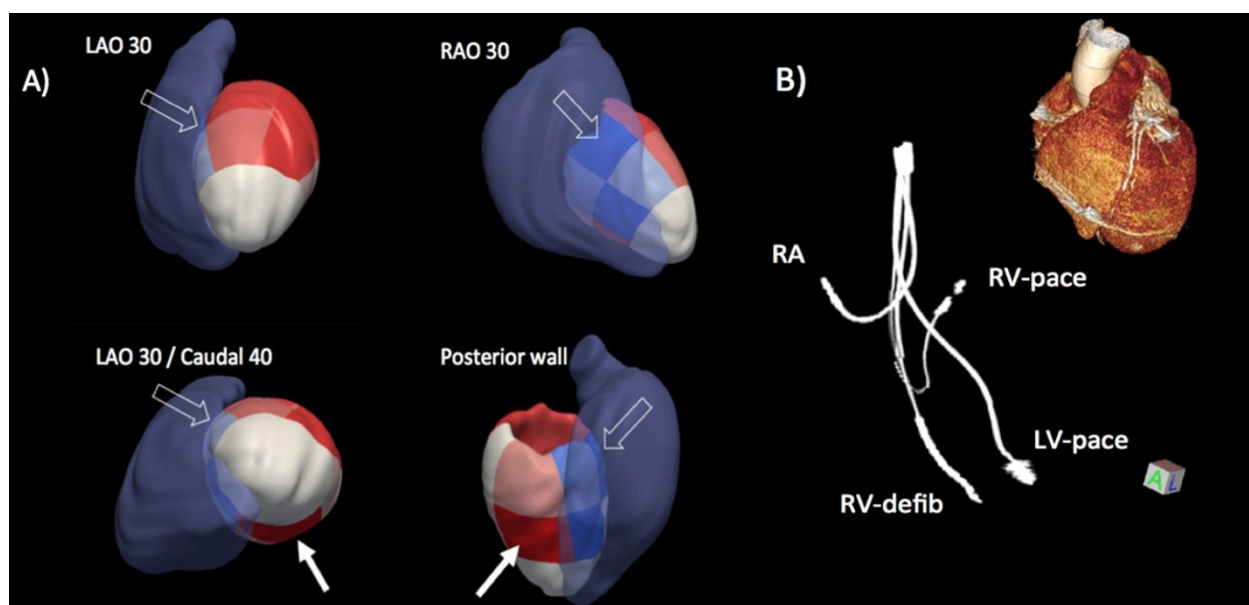 A)
LAO 30
RAO 30
LAO 30 / Caudal 40
Posterior wall
B)
RA
RV-pace
LV-pace
RV-defib
A L